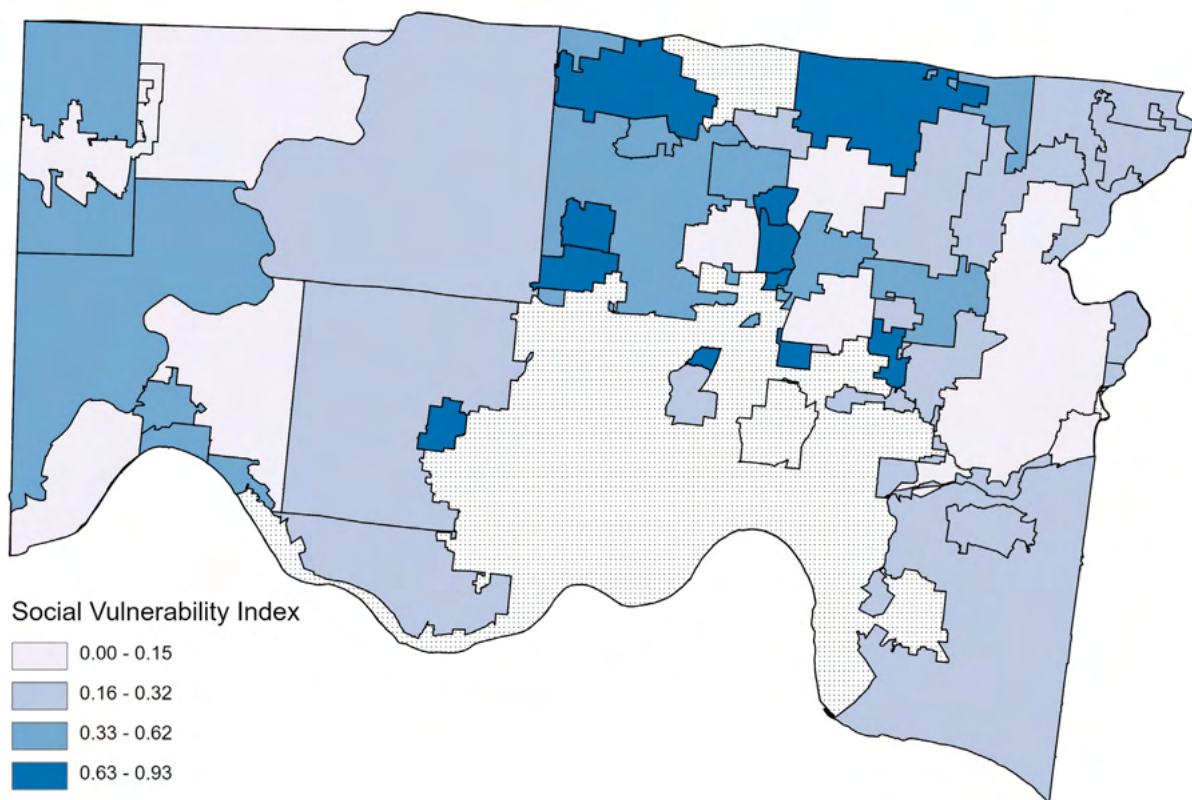 Social Vulnerability Index
0.00 - 0.15
0.16 - 0.32
0.33 - 0.62
0.63 - 0.93